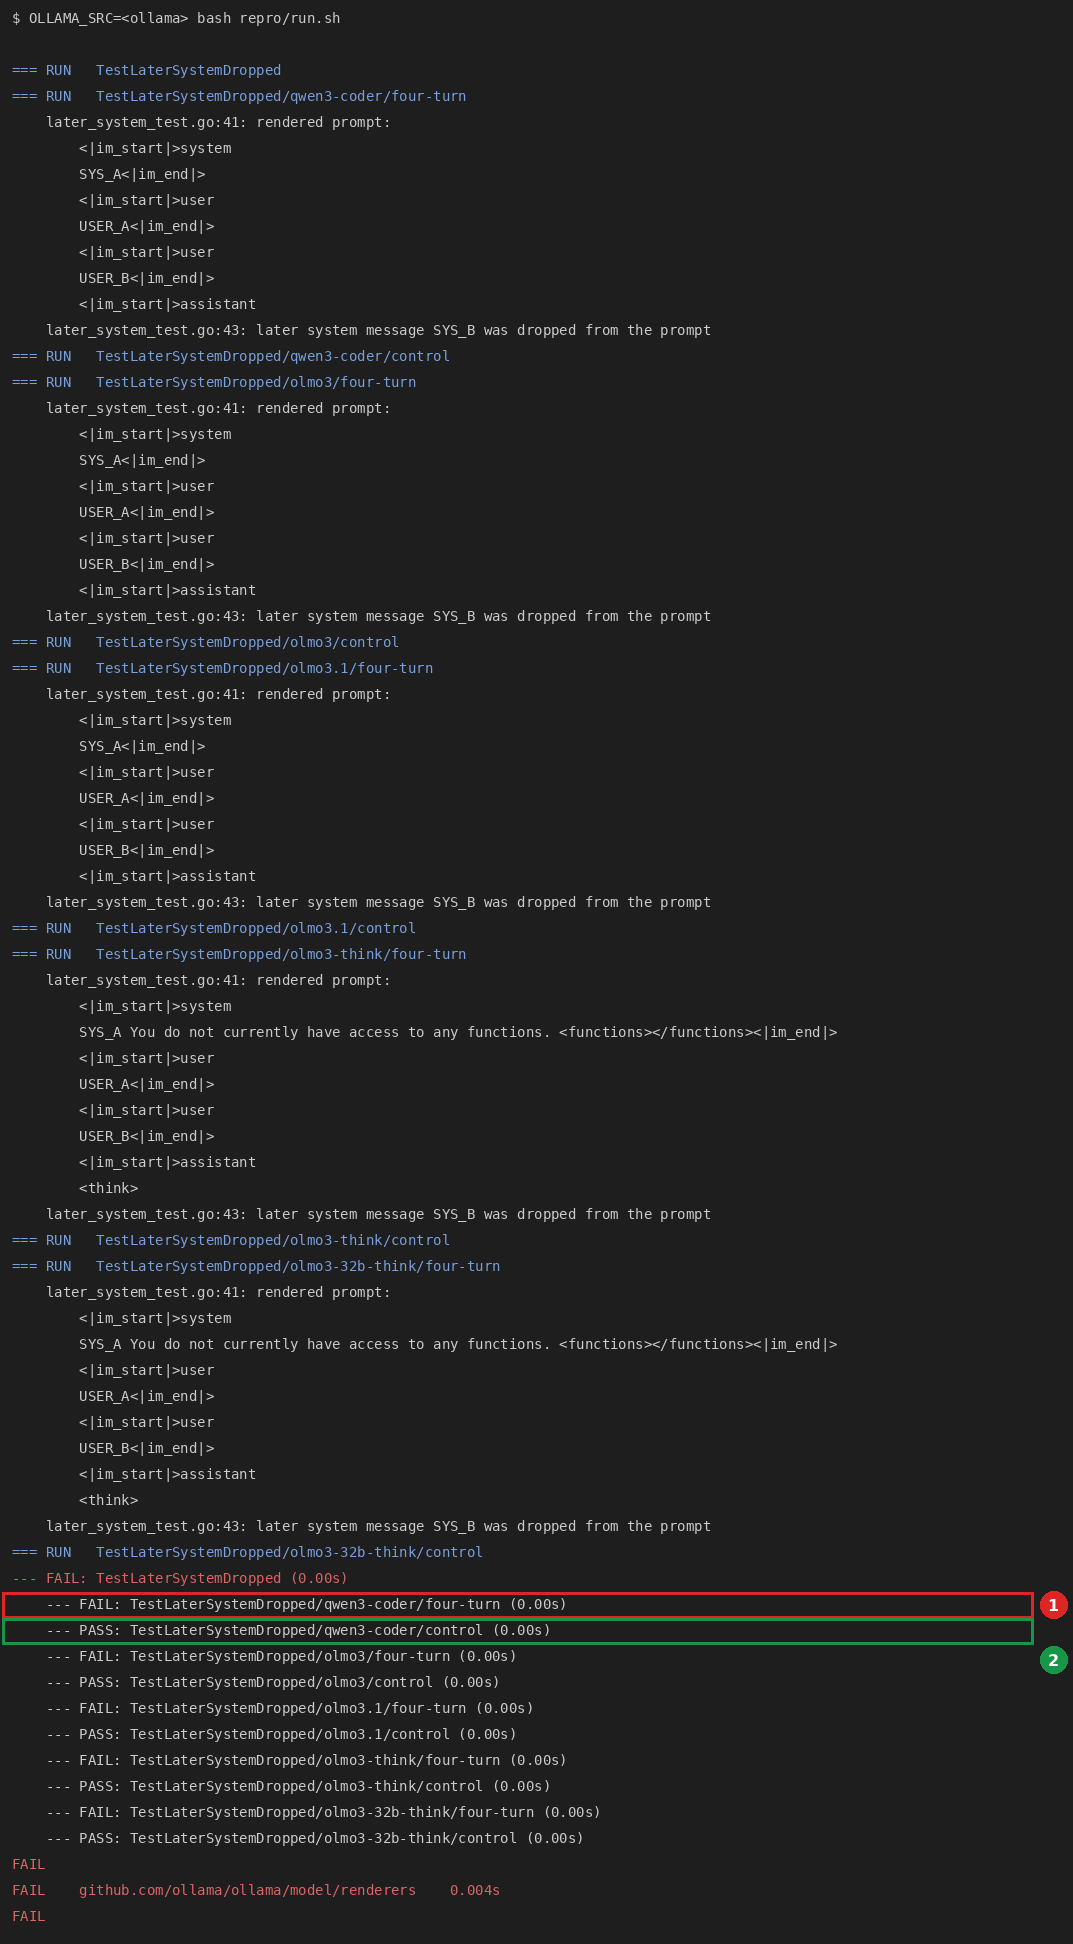 $ OLLAMA_SRC=<ollama> bash repro/run.sh
=== RUN   TestLaterSystemDropped
=== RUN   TestLaterSystemDropped/qwen3-coder/four-turn
    later_system_test.go:41: rendered prompt:
        <|im_start|>system
        SYS_A<|im_end|>
        <|im_start|>user
        USER_A<|im_end|>
        <|im_start|>user
        USER_B<|im_end|>
        <|im_start|>assistant
    later_system_test.go:43: later system message SYS_B was dropped from the prompt
=== RUN   TestLaterSystemDropped/qwen3-coder/control
=== RUN   TestLaterSystemDropped/olmo3/four-turn
    later_system_test.go:41: rendered prompt:
        <|im_start|>system
        SYS_A<|im_end|>
        <|im_start|>user
        USER_A<|im_end|>
        <|im_start|>user
        USER_B<|im_end|>
        <|im_start|>assistant
    later_system_test.go:43: later system message SYS_B was dropped from the prompt
=== RUN   TestLaterSystemDropped/olmo3/control
=== RUN   TestLaterSystemDropped/olmo3.1/four-turn
    later_system_test.go:41: rendered prompt:
        <|im_start|>system
        SYS_A<|im_end|>
        <|im_start|>user
        USER_A<|im_end|>
        <|im_start|>user
        USER_B<|im_end|>
        <|im_start|>assistant
    later_system_test.go:43: later system message SYS_B was dropped from the prompt
=== RUN   TestLaterSystemDropped/olmo3.1/control
=== RUN   TestLaterSystemDropped/olmo3-think/four-turn
    later_system_test.go:41: rendered prompt:
        <|im_start|>system
        SYS_A You do not currently have access to any functions. <functions></functions><|im_end|>
        <|im_start|>user
        USER_A<|im_end|>
        <|im_start|>user
        USER_B<|im_end|>
        <|im_start|>assistant
        <think>
    later_system_test.go:43: later system message SYS_B was dropped from the prompt
=== RUN   TestLaterSystemDropped/olmo3-think/control
=== RUN   TestLaterSystemDropped/olmo3-32b-think/four-turn
    later_system_test.go:41: rendered prompt:
        <|im_start|>system
        SYS_A You do not currently have access to any functions. <functions></functions><|im_end|>
        <|im_start|>user
        USER_A<|im_end|>
        <|im_start|>user
        USER_B<|im_end|>
        <|im_start|>assistant
        <think>
    later_system_test.go:43: later system message SYS_B was dropped from the prompt
=== RUN   TestLaterSystemDropped/olmo3-32b-think/control
--- FAIL: TestLaterSystemDropped (0.00s)
    --- FAIL: TestLaterSystemDropped/qwen3-coder/four-turn (0.00s)
1
    --- PASS: TestLaterSystemDropped/qwen3-coder/control (0.00s)
2
    --- FAIL: TestLaterSystemDropped/olmo3/four-turn (0.00s)
    --- PASS: TestLaterSystemDropped/olmo3/control (0.00s)
    --- FAIL: TestLaterSystemDropped/olmo3.1/four-turn (0.00s)
    --- PASS: TestLaterSystemDropped/olmo3.1/control (0.00s)
    --- FAIL: TestLaterSystemDropped/olmo3-think/four-turn (0.00s)
    --- PASS: TestLaterSystemDropped/olmo3-think/control (0.00s)
    --- FAIL: TestLaterSystemDropped/olmo3-32b-think/four-turn (0.00s)
    --- PASS: TestLaterSystemDropped/olmo3-32b-think/control (0.00s)
FAIL
FAIL    github.com/ollama/ollama/model/renderers    0.004s
FAIL